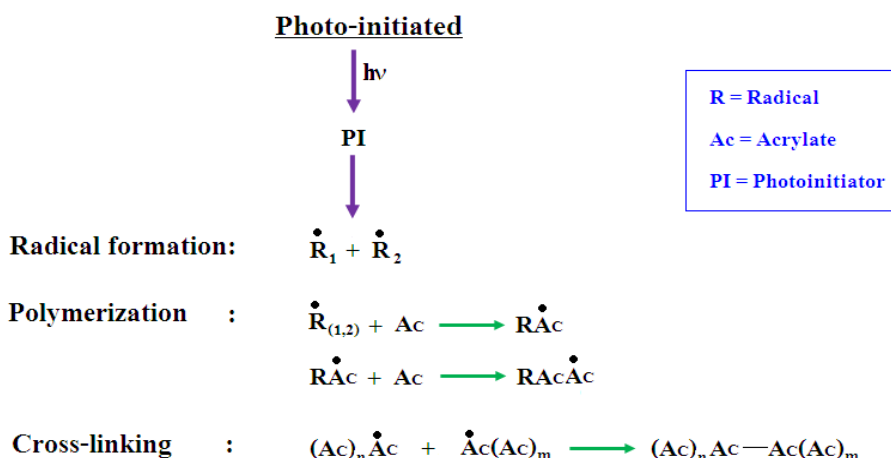 Photo-initiated
hν
R = Radical
Ac = Acrylate
PI = Photoinitiator
PI
Radical formation: Ṙ₁ + Ṙ₂
Polymerization : Ṙ₍₁,₂₎ + Ac ⟶ RȦc
RȦc + Ac ⟶ RAcȦc
Cross-linking : (Ac)ₙȦc + Ȧc(Ac)ₘ ⟶ (Ac)ₙAc—Ac(Ac)ₘ